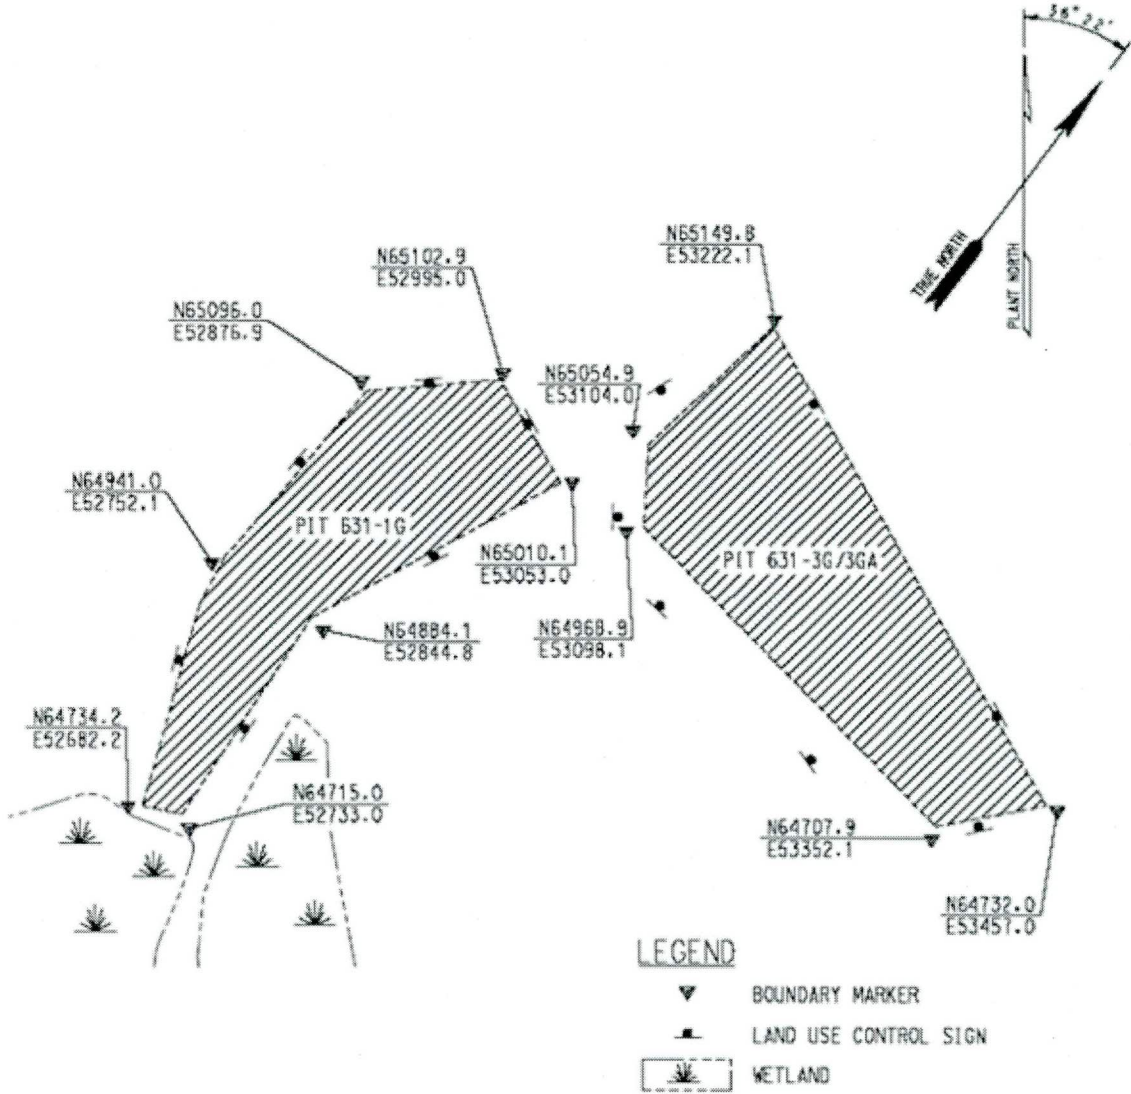 36° 22'
TRUE NORTH
PLANT NORTH
N65149.8
E53222.1
N65102.9
E52995.0
N65096.0
E52876.9
N65054.9
E53104.0
N64941.0
E52752.1
PIT 631-1G
N65010.1
E53053.0
PIT 631-3G/3GA
N64884.1
E52844.8
N64968.9
E53098.1
N64734.2
E52682.2
N64715.0
E52733.0
N64707.9
E53352.1
N64732.0
E53457.0
LEGEND
BOUNDARY MARKER
LAND USE CONTROL SIGN
WETLAND